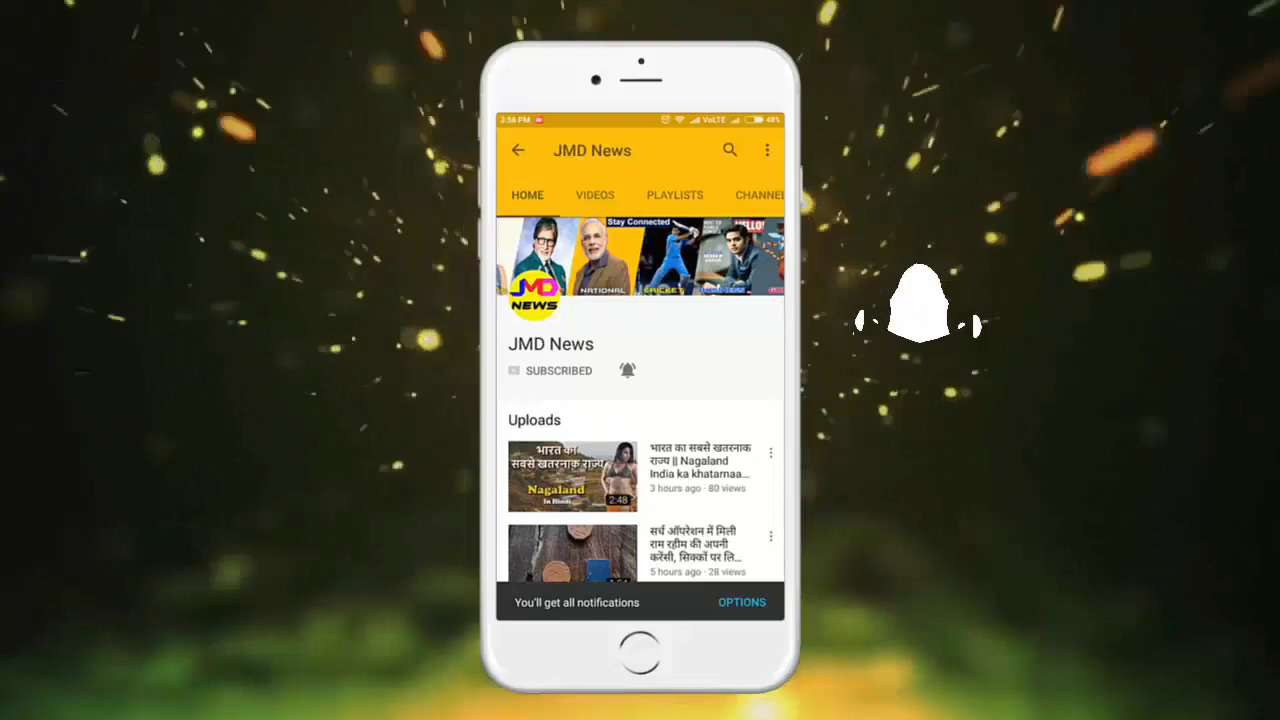 3:56 PM VoLTE 48%
JMD News
HOME VIDEOS PLAYLISTS CHANNEL
Stay Connected
HELLO!
NATIONAL CRICKET BUSINESS
JMD
NEWS
JMD News
SUBSCRIBED
Uploads
भारत का
सबसे खतरनाक राज्य
Nagaland
In Hindi
2:48
भारत का सबसे खतरनाक
राज्य || Nagaland
India ka khatarnaa...
3 hours ago · 80 views
सर्च ऑपरेशन में मिली
राम रहीम की अपनी
करेंसी, सिक्कों पर लि...
5 hours ago · 28 views
You'll get all notifications OPTIONS